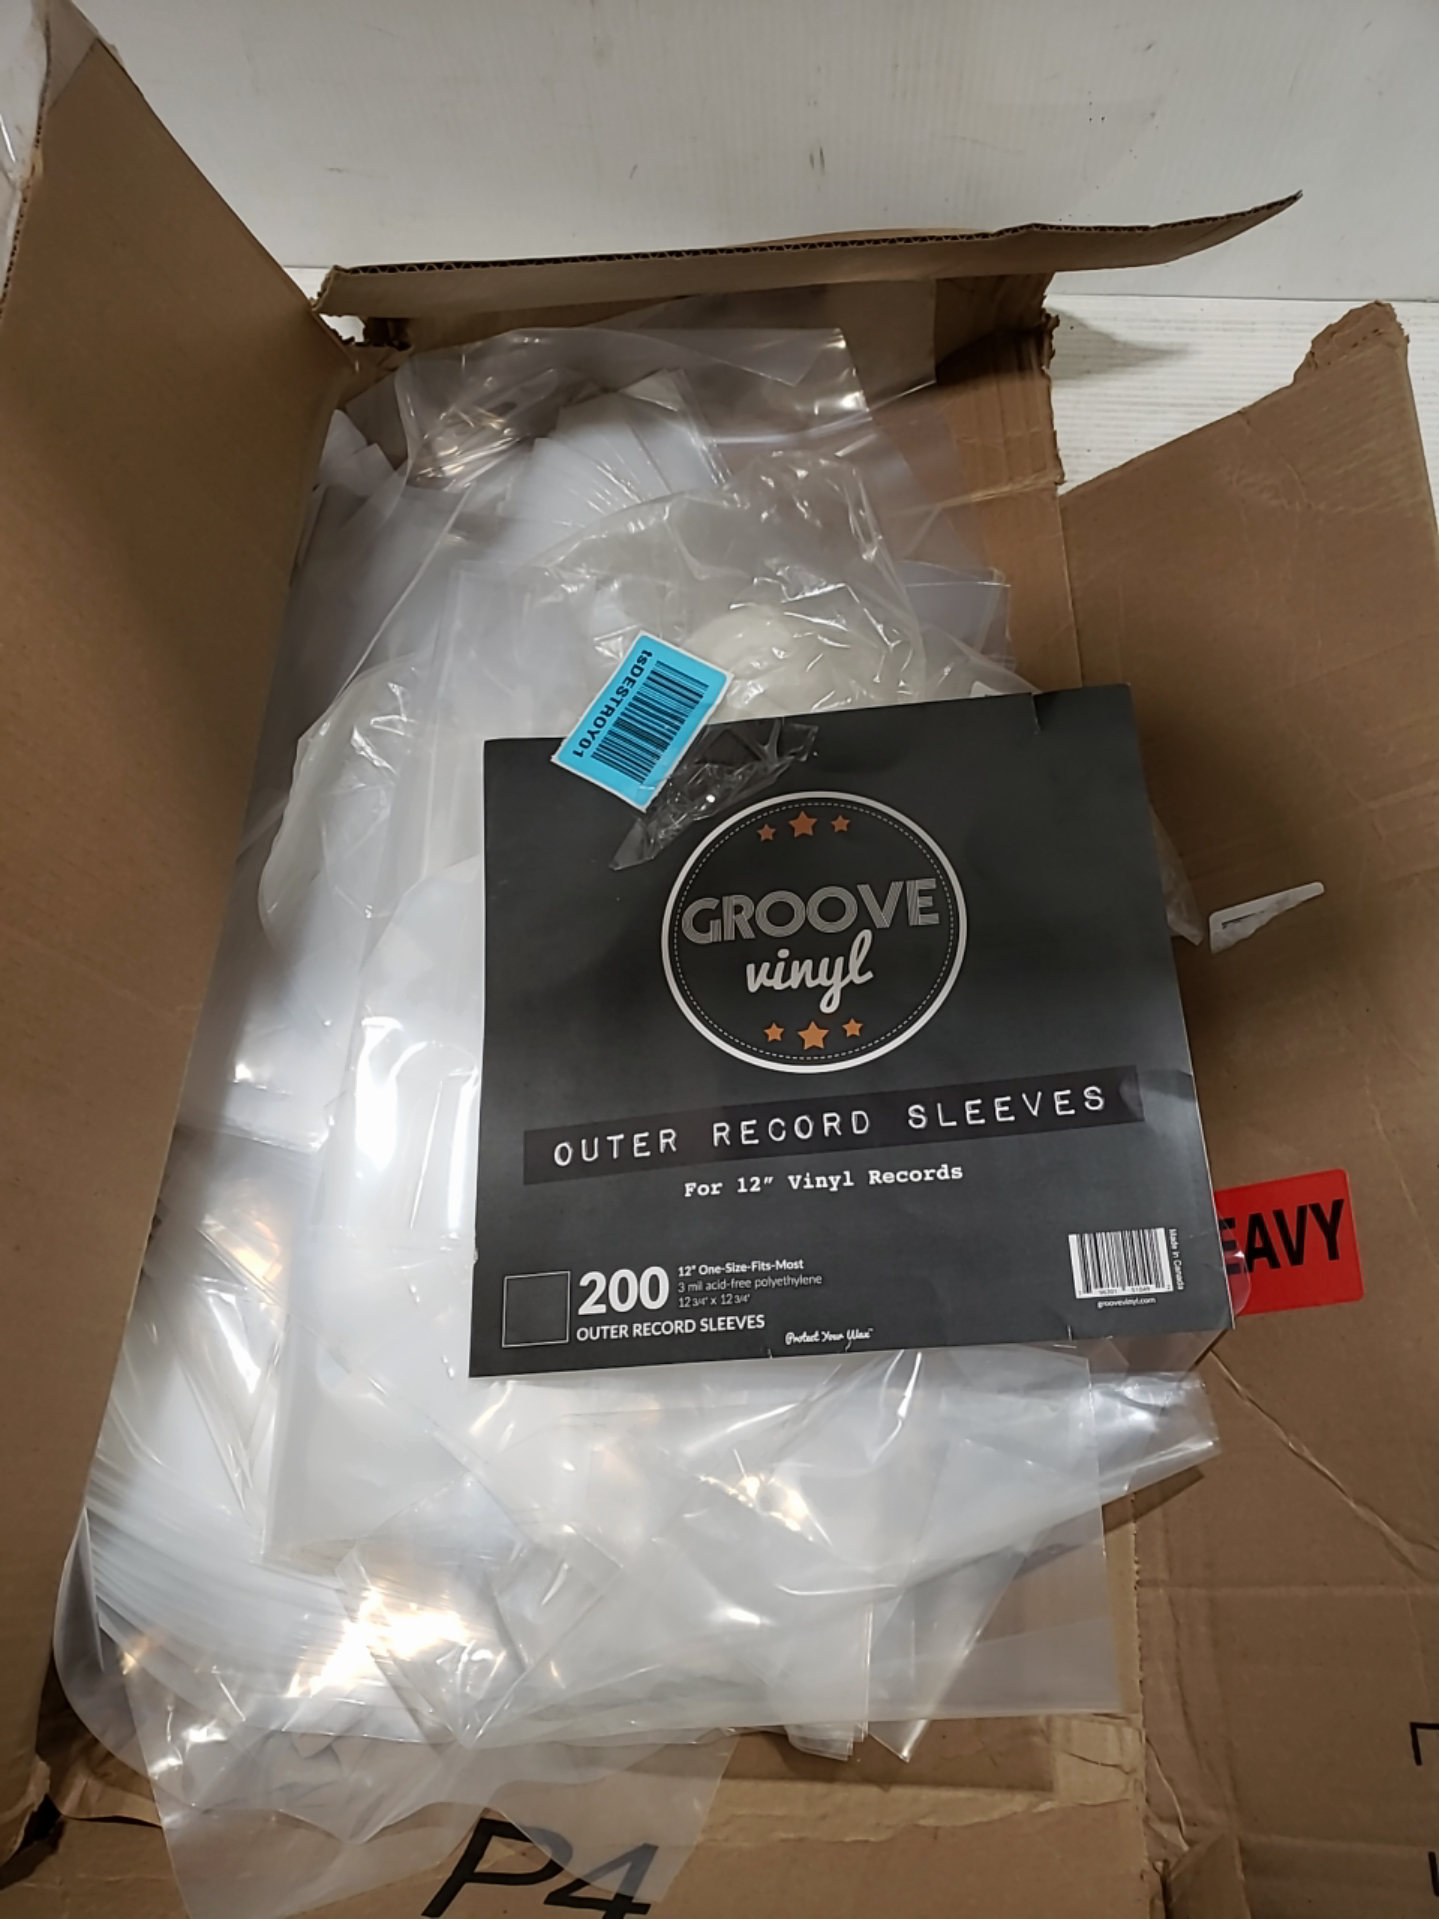 tsDESTROY01
GROOVE
vinyl
OUTER RECORD SLEEVES
For 12" Vinyl Records
200
12" One-Size-Fits-Most
3 mil acid-free polyethylene
12 3/4" x 12 3/4"
OUTER RECORD SLEEVES
Protect Your Wax™
Made in Canada
groovevinyl.com
EAVY
P4